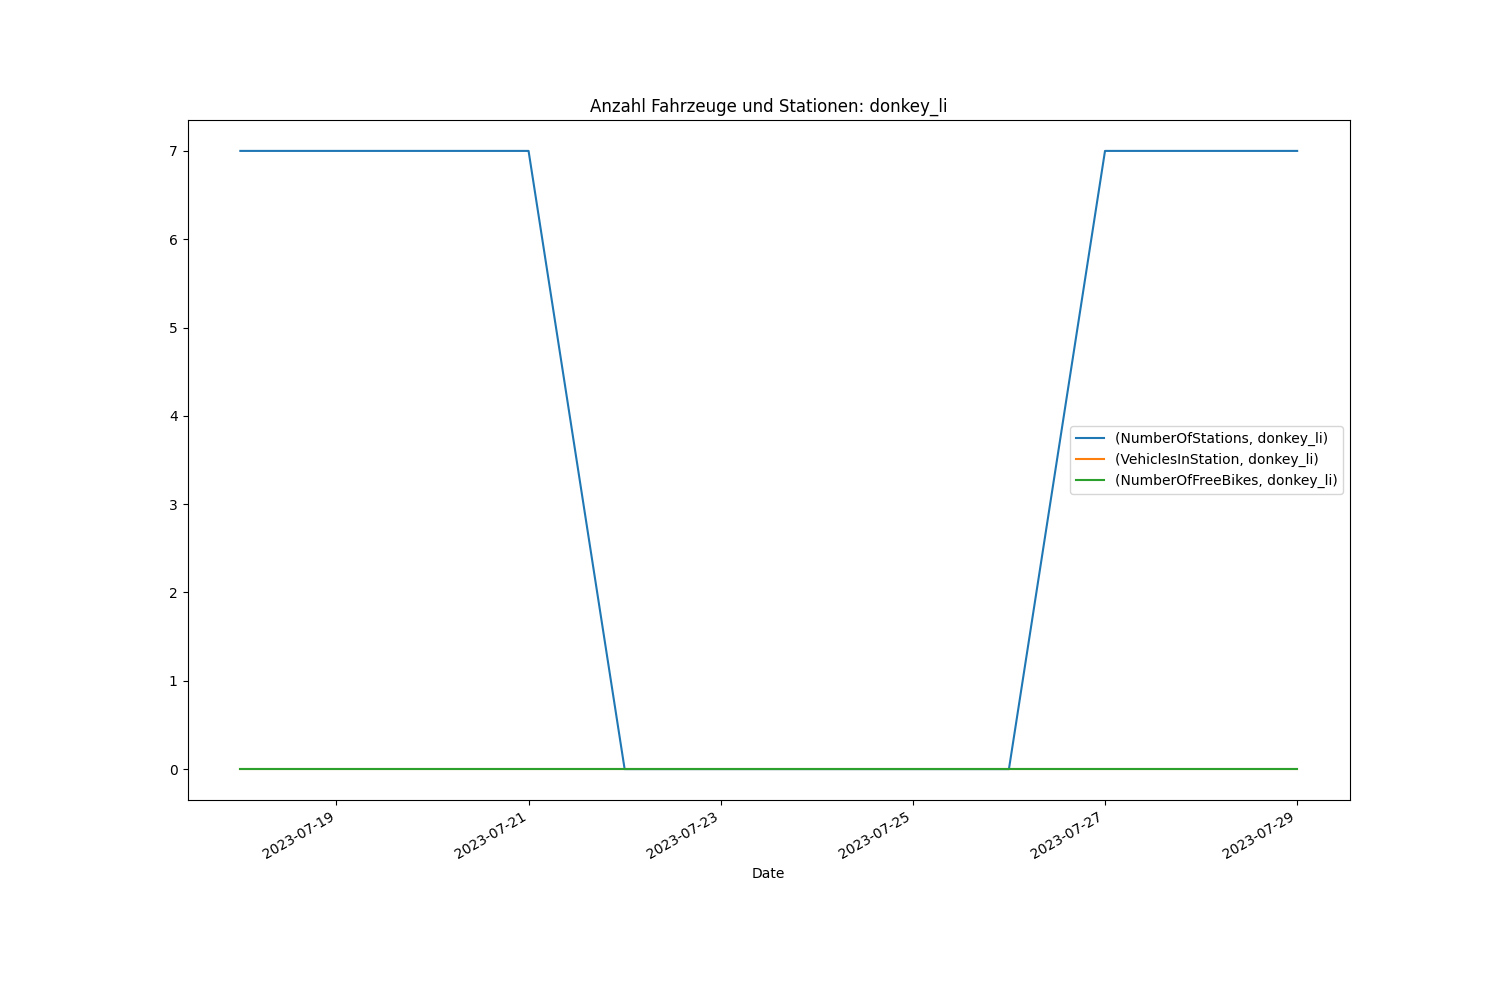 Anzahl Fahrzeuge und Stationen: donkey_li
7
6
5
4
3
2
1
0
(NumberOfStations, donkey_li)
(VehiclesInStation, donkey_li)
(NumberOfFreeBikes, donkey_li)
2023-07-19
2023-07-21
2023-07-23
2023-07-25
2023-07-27
2023-07-29
Date